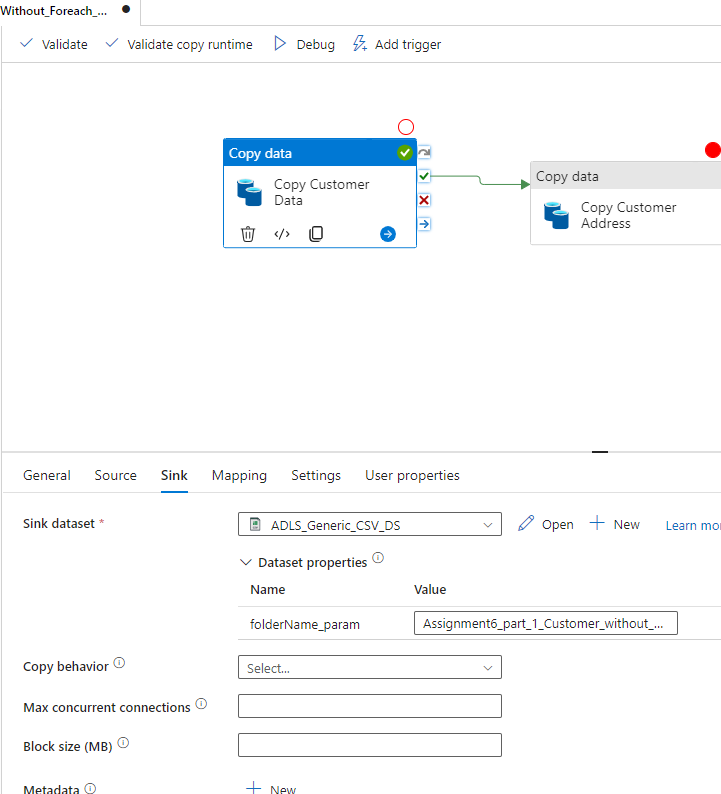 Without_Foreach_...
Validate Validate copy runtime Debug Add trigger
Copy data
Copy Customer
Data
Copy data
Copy Customer
Address
General Source Sink Mapping Settings User properties
Sink dataset * ADLS_Generic_CSV_DS Open New Learn mor
Dataset properties
Name Value
folderName_param Assignment6_part_1_Customer_without_...
Copy behavior Select...
Max concurrent connections
Block size (MB)
Metadata New